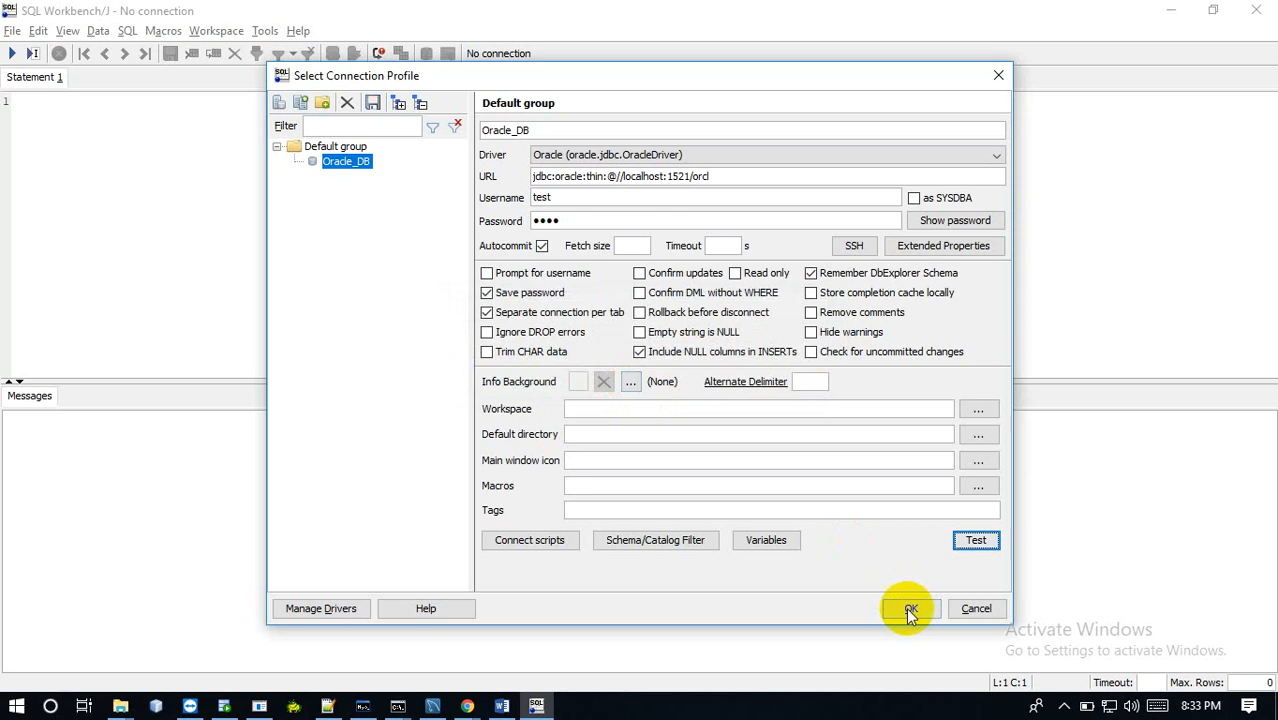 SQL Workbench/J - No connection
File Edit View Data SQL Macros Workspace Tools Help
No connection
Statement 1
1
SQL Select Connection Profile
Default group
Filter
Oracle_DB
Default group
Oracle_DB
Driver Oracle (oracle.jdbc.OracleDriver)
URL jdbc:oracle:thin:@//localhost:1521/orcl
Username test as SYSDBA
Password •••• Show password
Autocommit Fetch size Timeout s SSH Extended Properties
Prompt for username Confirm updates Read only Remember DbExplorer Schema
Save password Confirm DML without WHERE Store completion cache locally
Separate connection per tab Rollback before disconnect Remove comments
Ignore DROP errors Empty string is NULL Hide warnings
Trim CHAR data Include NULL columns in INSERTs Check for uncommitted changes
Info Background ... (None) Alternate Delimiter
Messages
Workspace ...
Default directory ...
Main window icon ...
Macros ...
Tags
Connect scripts Schema/Catalog Filter Variables Test
Manage Drivers Help OK Cancel
Activate Windows
Go to Settings to activate Windows.
L:1 C:1 Timeout: Max. Rows: 0
SQL
8:33 PM